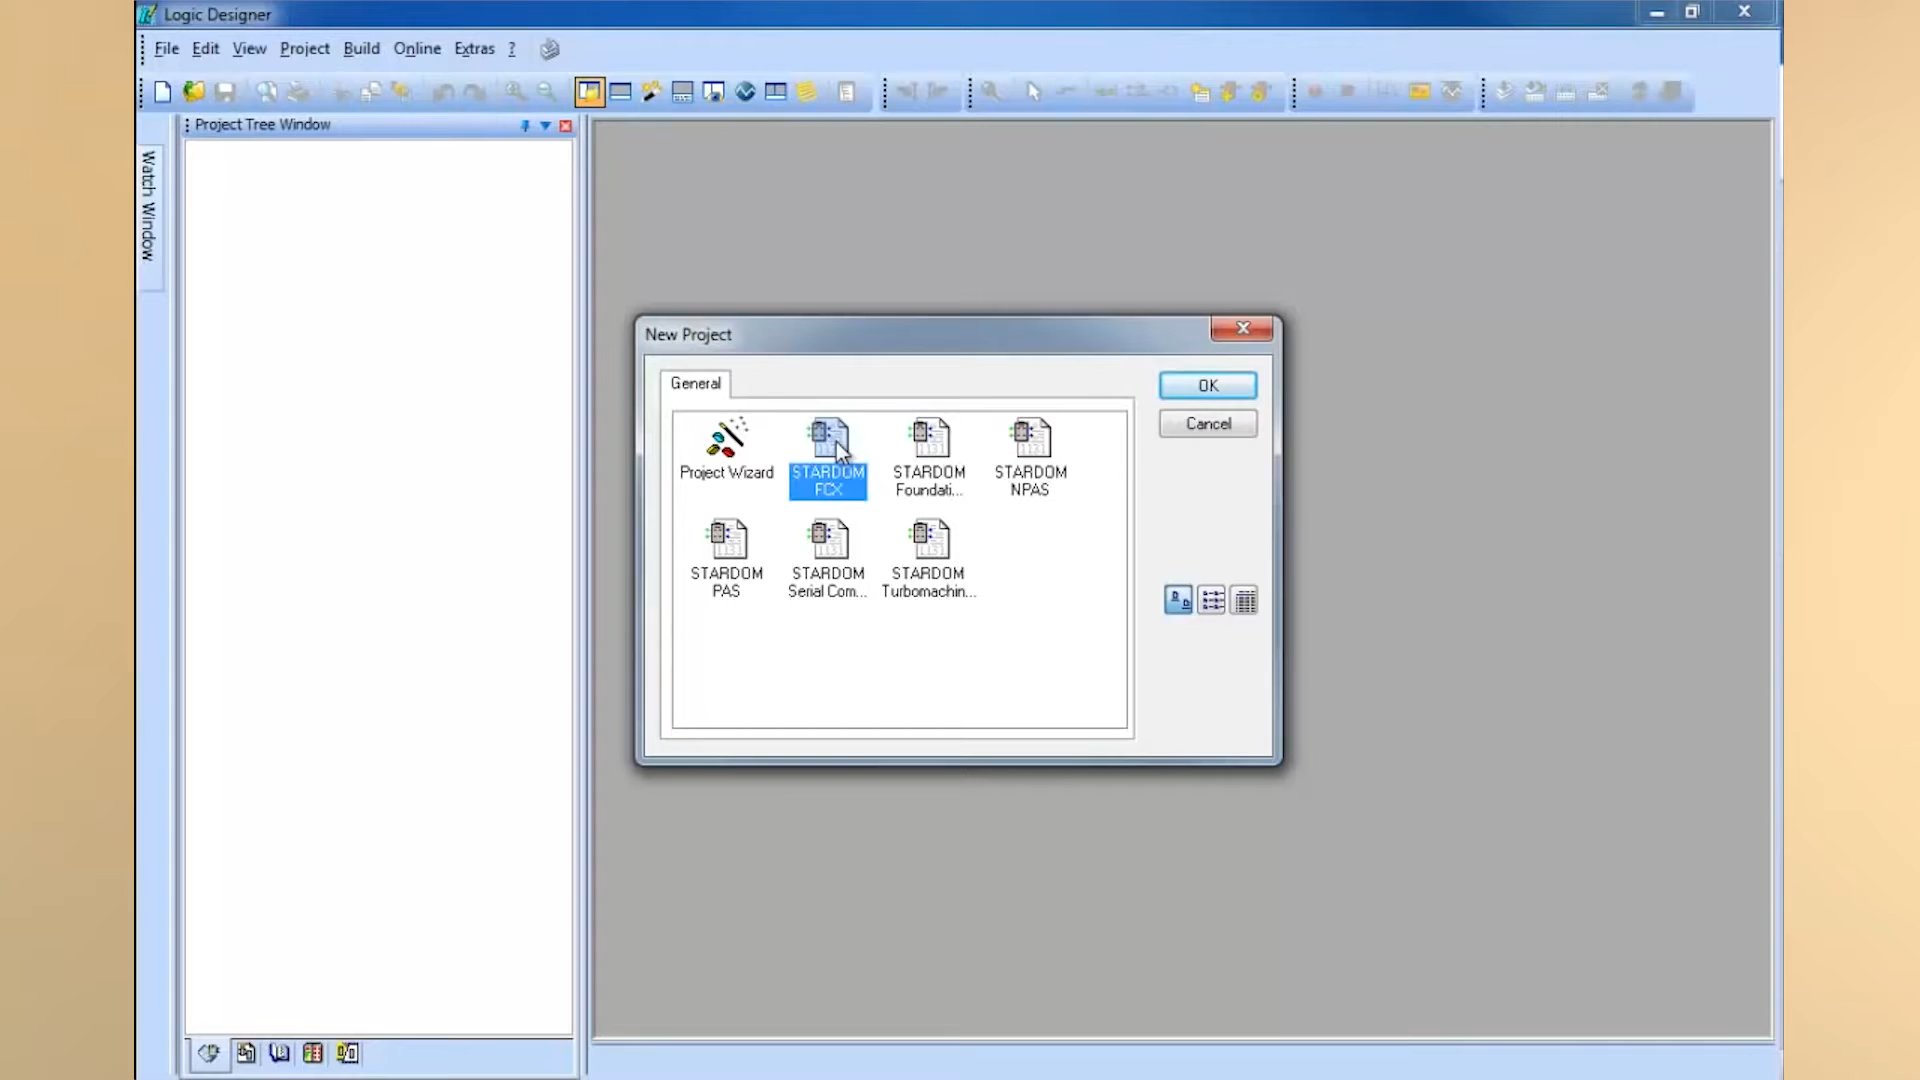 Logic Designer
File Edit View Project Build Online Extras ?
Project Tree Window
Watch Window
New Project
General
OK
Cancel
Project Wizard
STARDOM
FCX
STARDOM
Foundati...
STARDOM
NPAS
STARDOM
PAS
STARDOM
Serial Com...
STARDOM
Turbomachin...